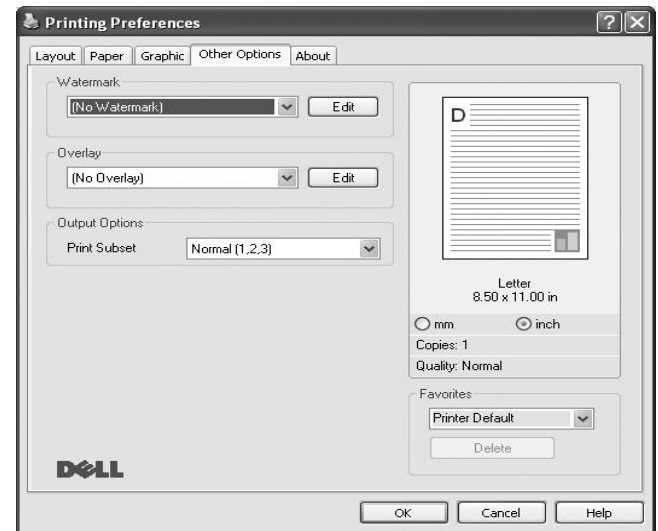 Printing Preferences
Layout Paper Graphic Other Options About
Watermark
(No Watermark) Edit
Overlay
(No Overlay) Edit
Output Options
Print Subset Normal (1,2,3)
D
Letter
8.50 x 11.00 in
mm inch
Copies: 1
Quality: Normal
Favorites
Printer Default
Delete
DELL
OK Cancel Help